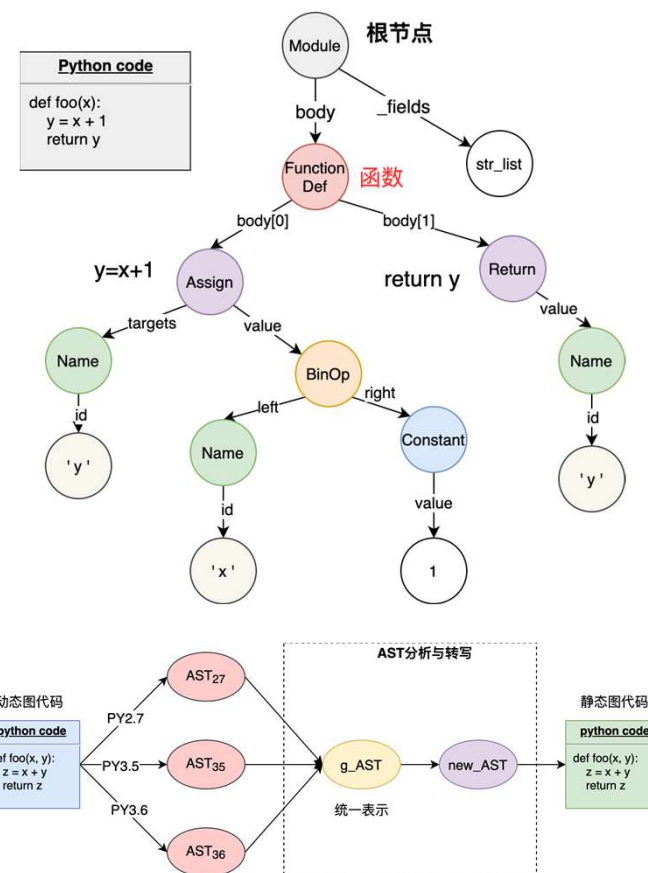 Module
根节点
Python code
def foo(x):
y = x + 1
return y
body
_fields
str_list
Function
Def
函数
body[0]
body[1]
y=x+1
Assign
return y
Return
targets
value
value
Name
BinOp
Name
left
right
id
id
Name
Constant
'y'
'y'
id
value
'x'
1
AST分析与转写
动态图代码
静态图代码
AST27
python code
python code
PY2.7
def foo(x, y):
z = x + y
return z
PY3.5
AST35
g_AST
new_AST
def foo(x, y):
z = x + y
return z
PY3.6
统一表示
AST36